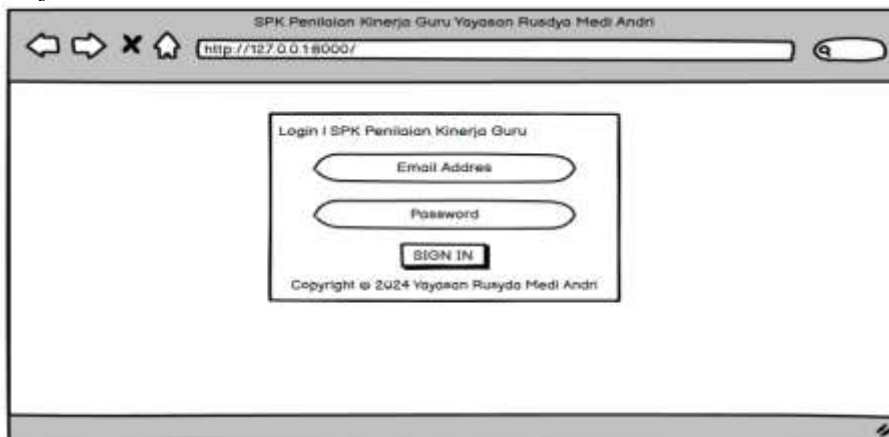 SPK Penilaian Kinerja Guru Yayasan Rusdya Medi Andri
http://127.0.0.1:8000/
Login | SPK Penilaian Kinerja Guru
Email Addres
Password
SIGN IN
Copyright © 2024 Yayasan Rusyda Medi Andri